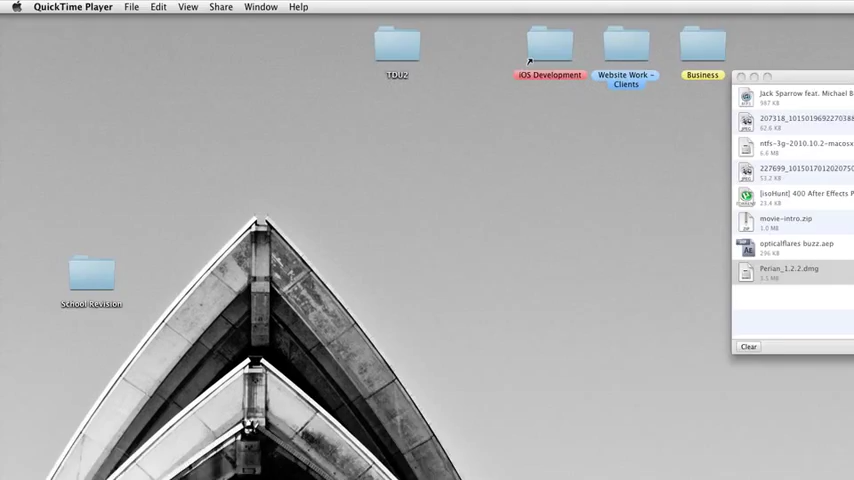 QuickTime Player File Edit View Share Window Help
TDU2
iOS Development
Website Work -
Clients
Business
Jack Sparrow feat. Michael B
987 KB
207318_101501969227038
62.6 KB
ntfs-3g-2010.10.2-macosx
6.6 MB
227699_1015017012020750
53.2 KB
[isoHunt] 400 After Effects P
23.4 KB
movie-intro.zip
1.0 MB
opticalflares buzz.aep
296 KB
Perian_1.2.2.dmg
3.5 MB
Clear
School Revision